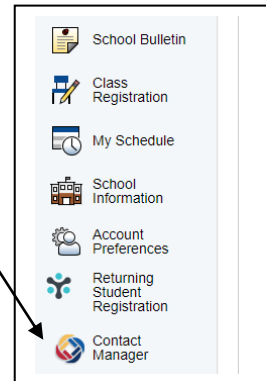 School Bulletin
Class
Registration
My Schedule
School
Information
Account
Preferences
Returning
Student
Registration
Contact
Manager